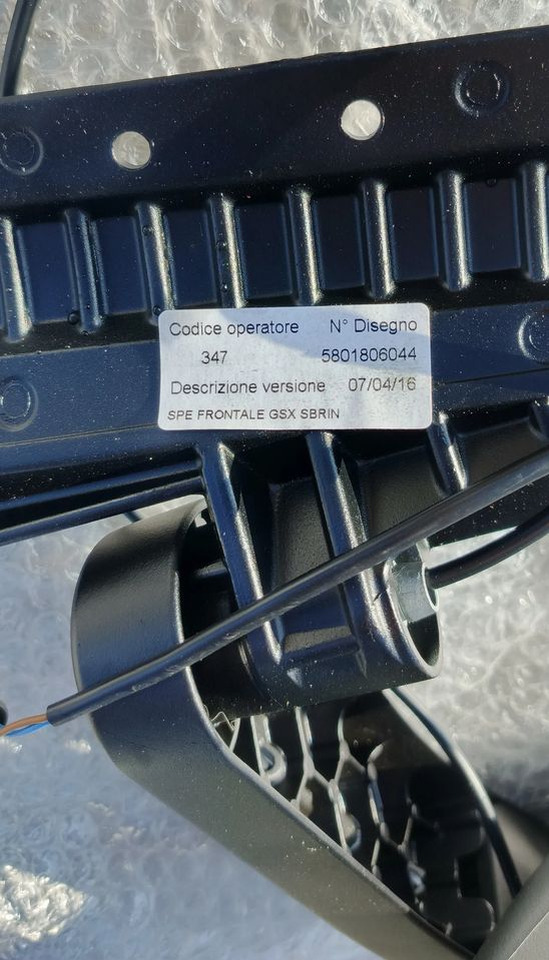 Codice operatore N° Disegno
347 5801806044
Descrizione versione 07/04/16
SPE FRONTALE GSX SBRIN